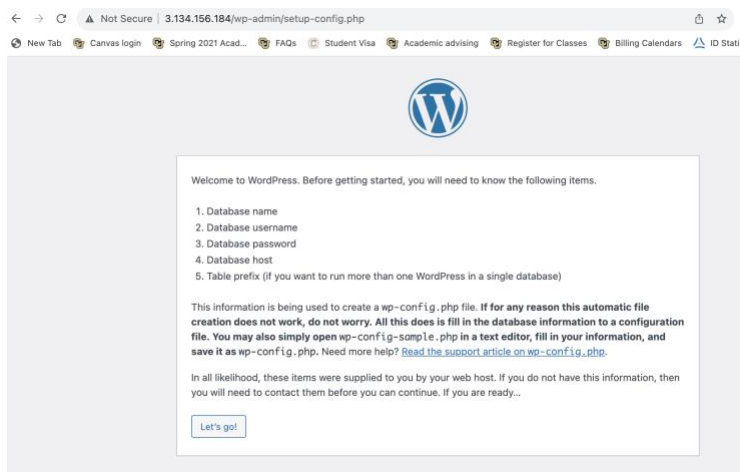 Not Secure 3.134.156.184/wp-admin/setup-config.php
New Tab Canvas login Spring 2021 Acad... FAQs Student Visa Academic advising Register for Classes Billing Calendars ID Stati
Welcome to WordPress. Before getting started, you will need to know the following items.
1. Database name
2. Database username
3. Database password
4. Database host
5. Table prefix (if you want to run more than one WordPress in a single database)
This information is being used to create a wp-config.php file. If for any reason this automatic file
creation does not work, do not worry. All this does is fill in the database information to a configuration
file. You may also simply open wp-config-sample.php in a text editor, fill in your information, and
save it as wp-config.php. Need more help? Read the support article on wp-config.php.
In all likelihood, these items were supplied to you by your web host. If you do not have this information, then
you will need to contact them before you can continue. If you are ready...
Let's go!